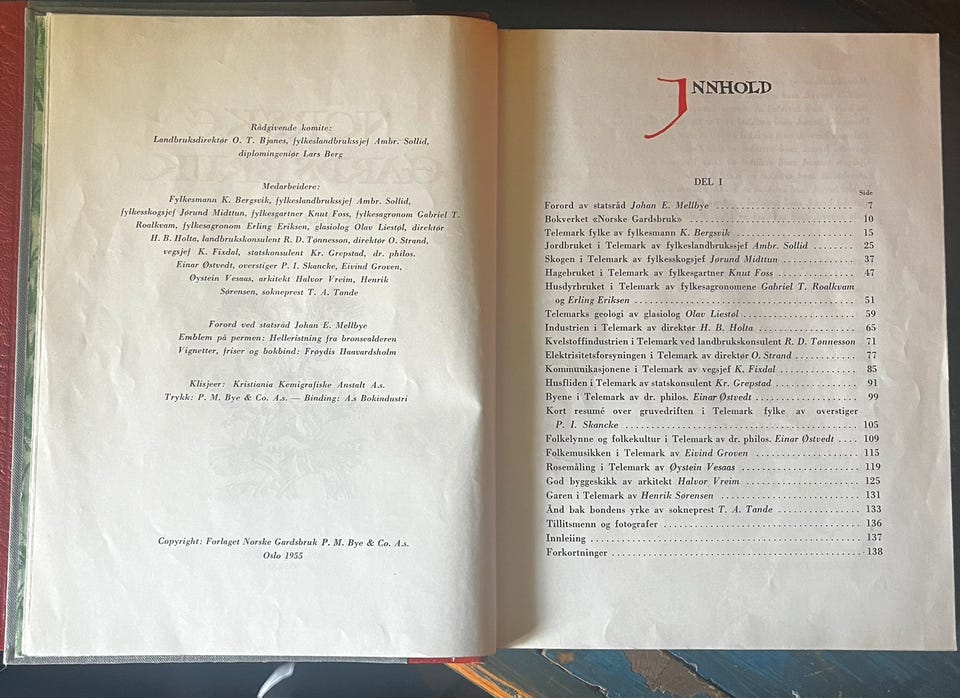 Rådgivende komite:
Landbruksdirektør O. T. Bjanes, fylkeslandbrukssjef Ambr. Sollid,
diplomingeniør Lars Berg
Medarbeidere:
Fylkesmann K. Bergsvik, fylkeslandbrukssjef Ambr. Sollid,
fylkesskogsjef Jørund Midttun, fylkesgartner Knut Foss, fylkesagronom Gabriel T.
Roalkvam, fylkesagronom Erling Eriksen, glasiolog Olav Liestøl, direktør
H. B. Holta, landbrukskonsulent R. D. Tønnesson, direktør O. Strand,
vegsjef K. Fixdal, statskonsulent Kr. Grepstad, dr. philos.
Einar Østvedt, overstiger P. I. Skancke, Eivind Groven,
Øystein Vesaas, arkitekt Halvor Vreim, Henrik
Sørensen, sokneprest T. A. Tande
Forord ved statsråd Johan E. Mellbye
Emblem på permen: Helleristning fra bronsealderen
Vignetter, friser og bokbind: Frøydis Haavardsholm
Klisjeer: Kristiania Kemigrafiske Anstalt A.s.
Trykk: P. M. Bye & Co. A.s. — Binding: A.s Bokindustri
Copyright: Forlaget Norske Gardsbruk P. M. Bye & Co. A.s.
Oslo 1955
INNHOLD
DEL I
Side
Forord av statsråd Johan E. Mellbye 7
Bokverket «Norske Gardsbruk» 10
Telemark fylke av fylkesmann K. Bergsvik 15
Jordbruket i Telemark av fylkeslandbrukssjef Ambr. Sollid 25
Skogen i Telemark av fylkesskogsjef Jørund Midttun 37
Hagebruket i Telemark av fylkesgartner Knut Foss 47
Husdyrbruket i Telemark av fylkesagronomene Gabriel T. Roalkvam
og Erling Eriksen 51
Telemarks geologi av glasiolog Olav Liestøl 59
Industrien i Telemark av direktør H. B. Holta 65
Kvelstoffindustrien i Telemark ved landbrukskonsulent R. D. Tønnesson 71
Elektrisitetsforsyningen i Telemark av direktør O. Strand 77
Kommunikasjonene i Telemark av vegsjef K. Fixdal 85
Husfliden i Telemark av statskonsulent Kr. Grepstad 91
Byene i Telemark av dr. philos. Einar Østvedt 99
Kort resumé over gruvedriften i Telemark fylke av overstiger
P. I. Skancke 105
Folkelynne og folkekultur i Telemark av dr. philos. Einar Østvedt 109
Folkemusikken i Telemark av Eivind Groven 115
Rosemåling i Telemark av Øystein Vesaas 119
God byggeskikk av arkitekt Halvor Vreim 125
Garen i Telemark av Henrik Sørensen 131
Ånd bak bondens yrke av sokneprest T. A. Tande 133
Tillitsmenn og fotografer 136
Innleiing 137
Forkortninger 138